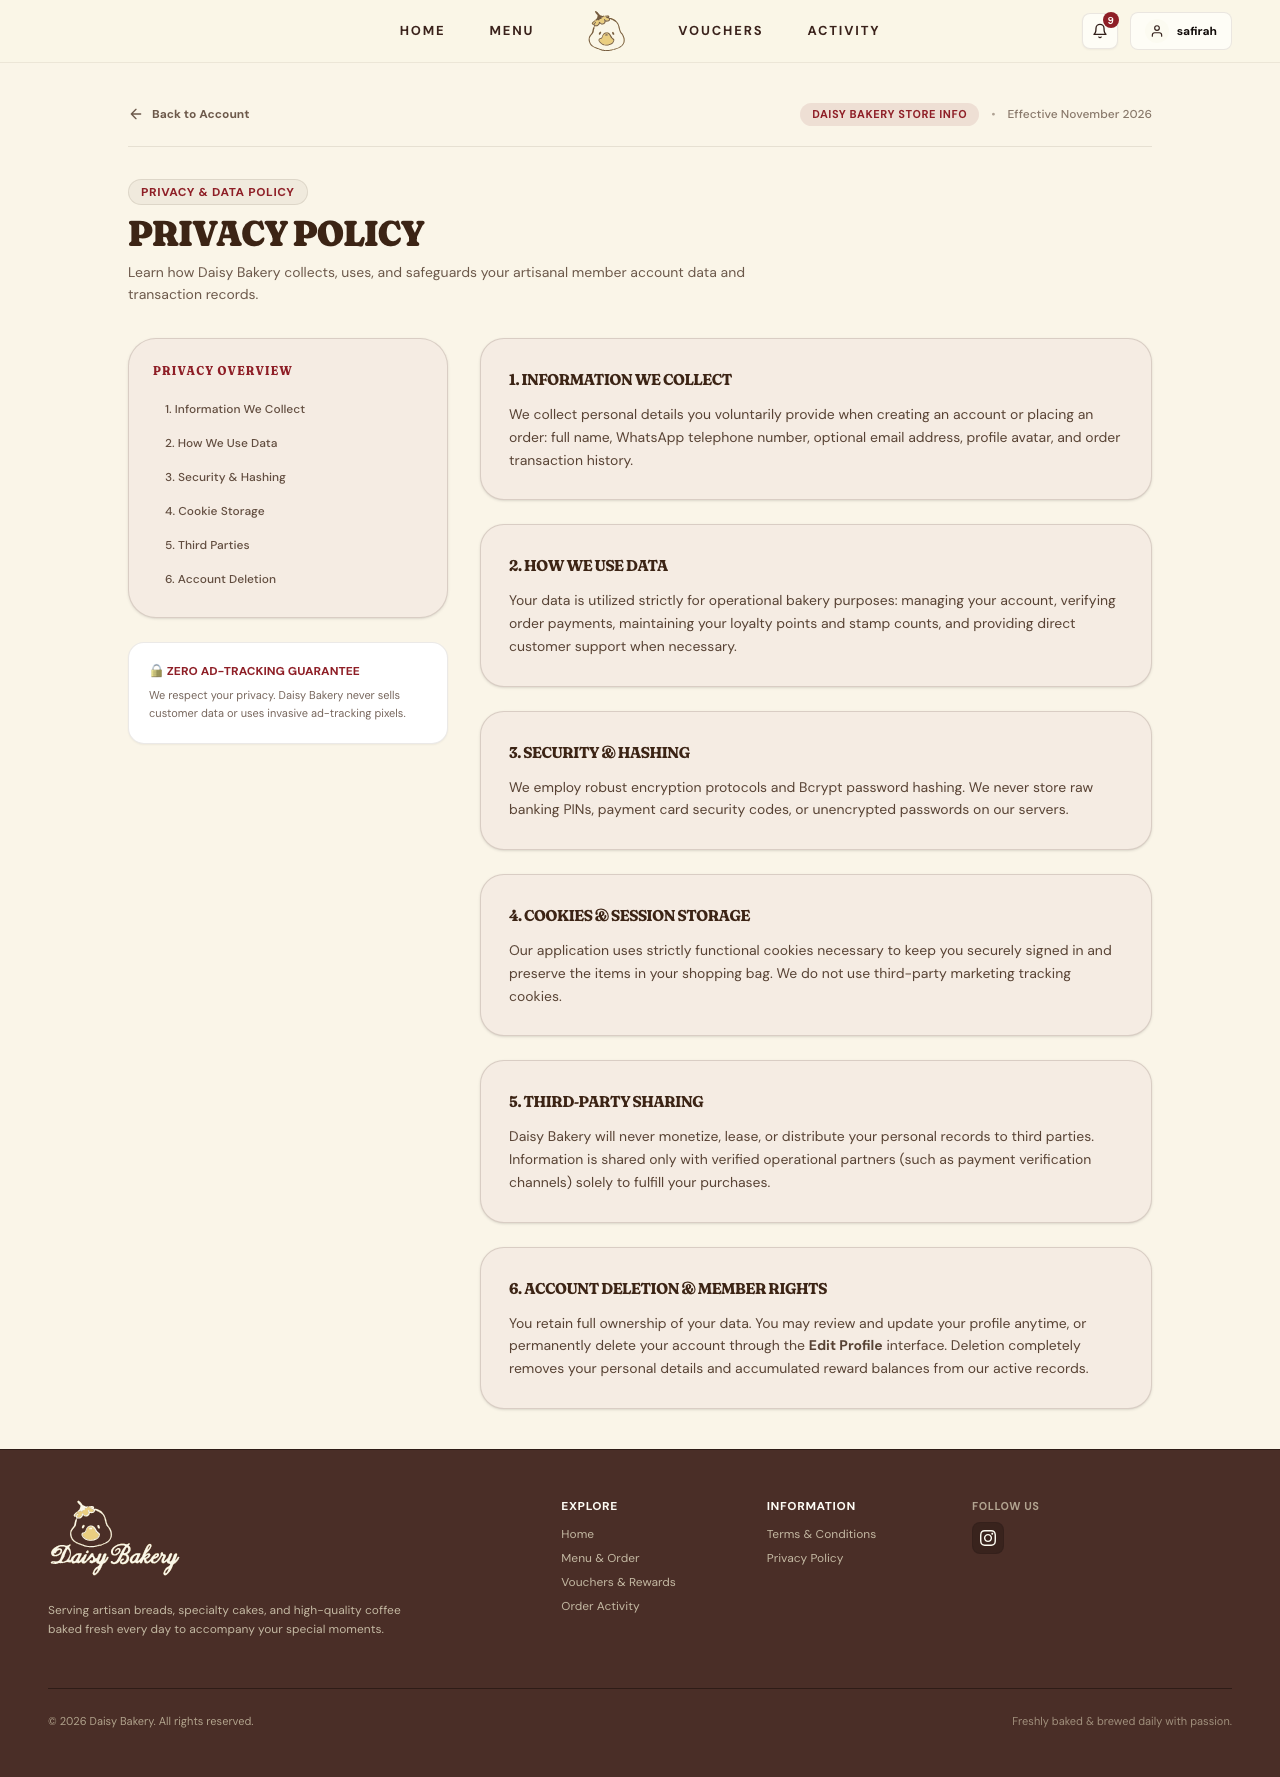 HOME
MENU
VOUCHERS
ACTIVITY
9
safirah
Back to Account
DAISY BAKERY STORE INFO
•
Effective November 2026
PRIVACY & DATA POLICY
PRIVACY POLICY
Learn how Daisy Bakery collects, uses, and safeguards your artisanal member account data and
transaction records.
PRIVACY OVERVIEW
1. Information We Collect
2. How We Use Data
3. Security & Hashing
4. Cookie Storage
5. Third Parties
6. Account Deletion
🔒 ZERO AD-TRACKING GUARANTEE
We respect your privacy. Daisy Bakery never sells
customer data or uses invasive ad-tracking pixels.
1. INFORMATION WE COLLECT
We collect personal details you voluntarily provide when creating an account or placing an
order: full name, WhatsApp telephone number, optional email address, profile avatar, and order
transaction history.
2. HOW WE USE DATA
Your data is utilized strictly for operational bakery purposes: managing your account, verifying
order payments, maintaining your loyalty points and stamp counts, and providing direct
customer support when necessary.
3. SECURITY & HASHING
We employ robust encryption protocols and Bcrypt password hashing. We never store raw
banking PINs, payment card security codes, or unencrypted passwords on our servers.
4. COOKIES & SESSION STORAGE
Our application uses strictly functional cookies necessary to keep you securely signed in and
preserve the items in your shopping bag. We do not use third-party marketing tracking
cookies.
5. THIRD-PARTY SHARING
Daisy Bakery will never monetize, lease, or distribute your personal records to third parties.
Information is shared only with verified operational partners (such as payment verification
channels) solely to fulfill your purchases.
6. ACCOUNT DELETION & MEMBER RIGHTS
You retain full ownership of your data. You may review and update your profile anytime, or
permanently delete your account through the Edit Profile interface. Deletion completely
removes your personal details and accumulated reward balances from our active records.
Daisy Bakery
Serving artisan breads, specialty cakes, and high-quality coffee
baked fresh every day to accompany your special moments.
EXPLORE
Home
Menu & Order
Vouchers & Rewards
Order Activity
INFORMATION
Terms & Conditions
Privacy Policy
FOLLOW US
© 2026 Daisy Bakery. All rights reserved.
Freshly baked & brewed daily with passion.